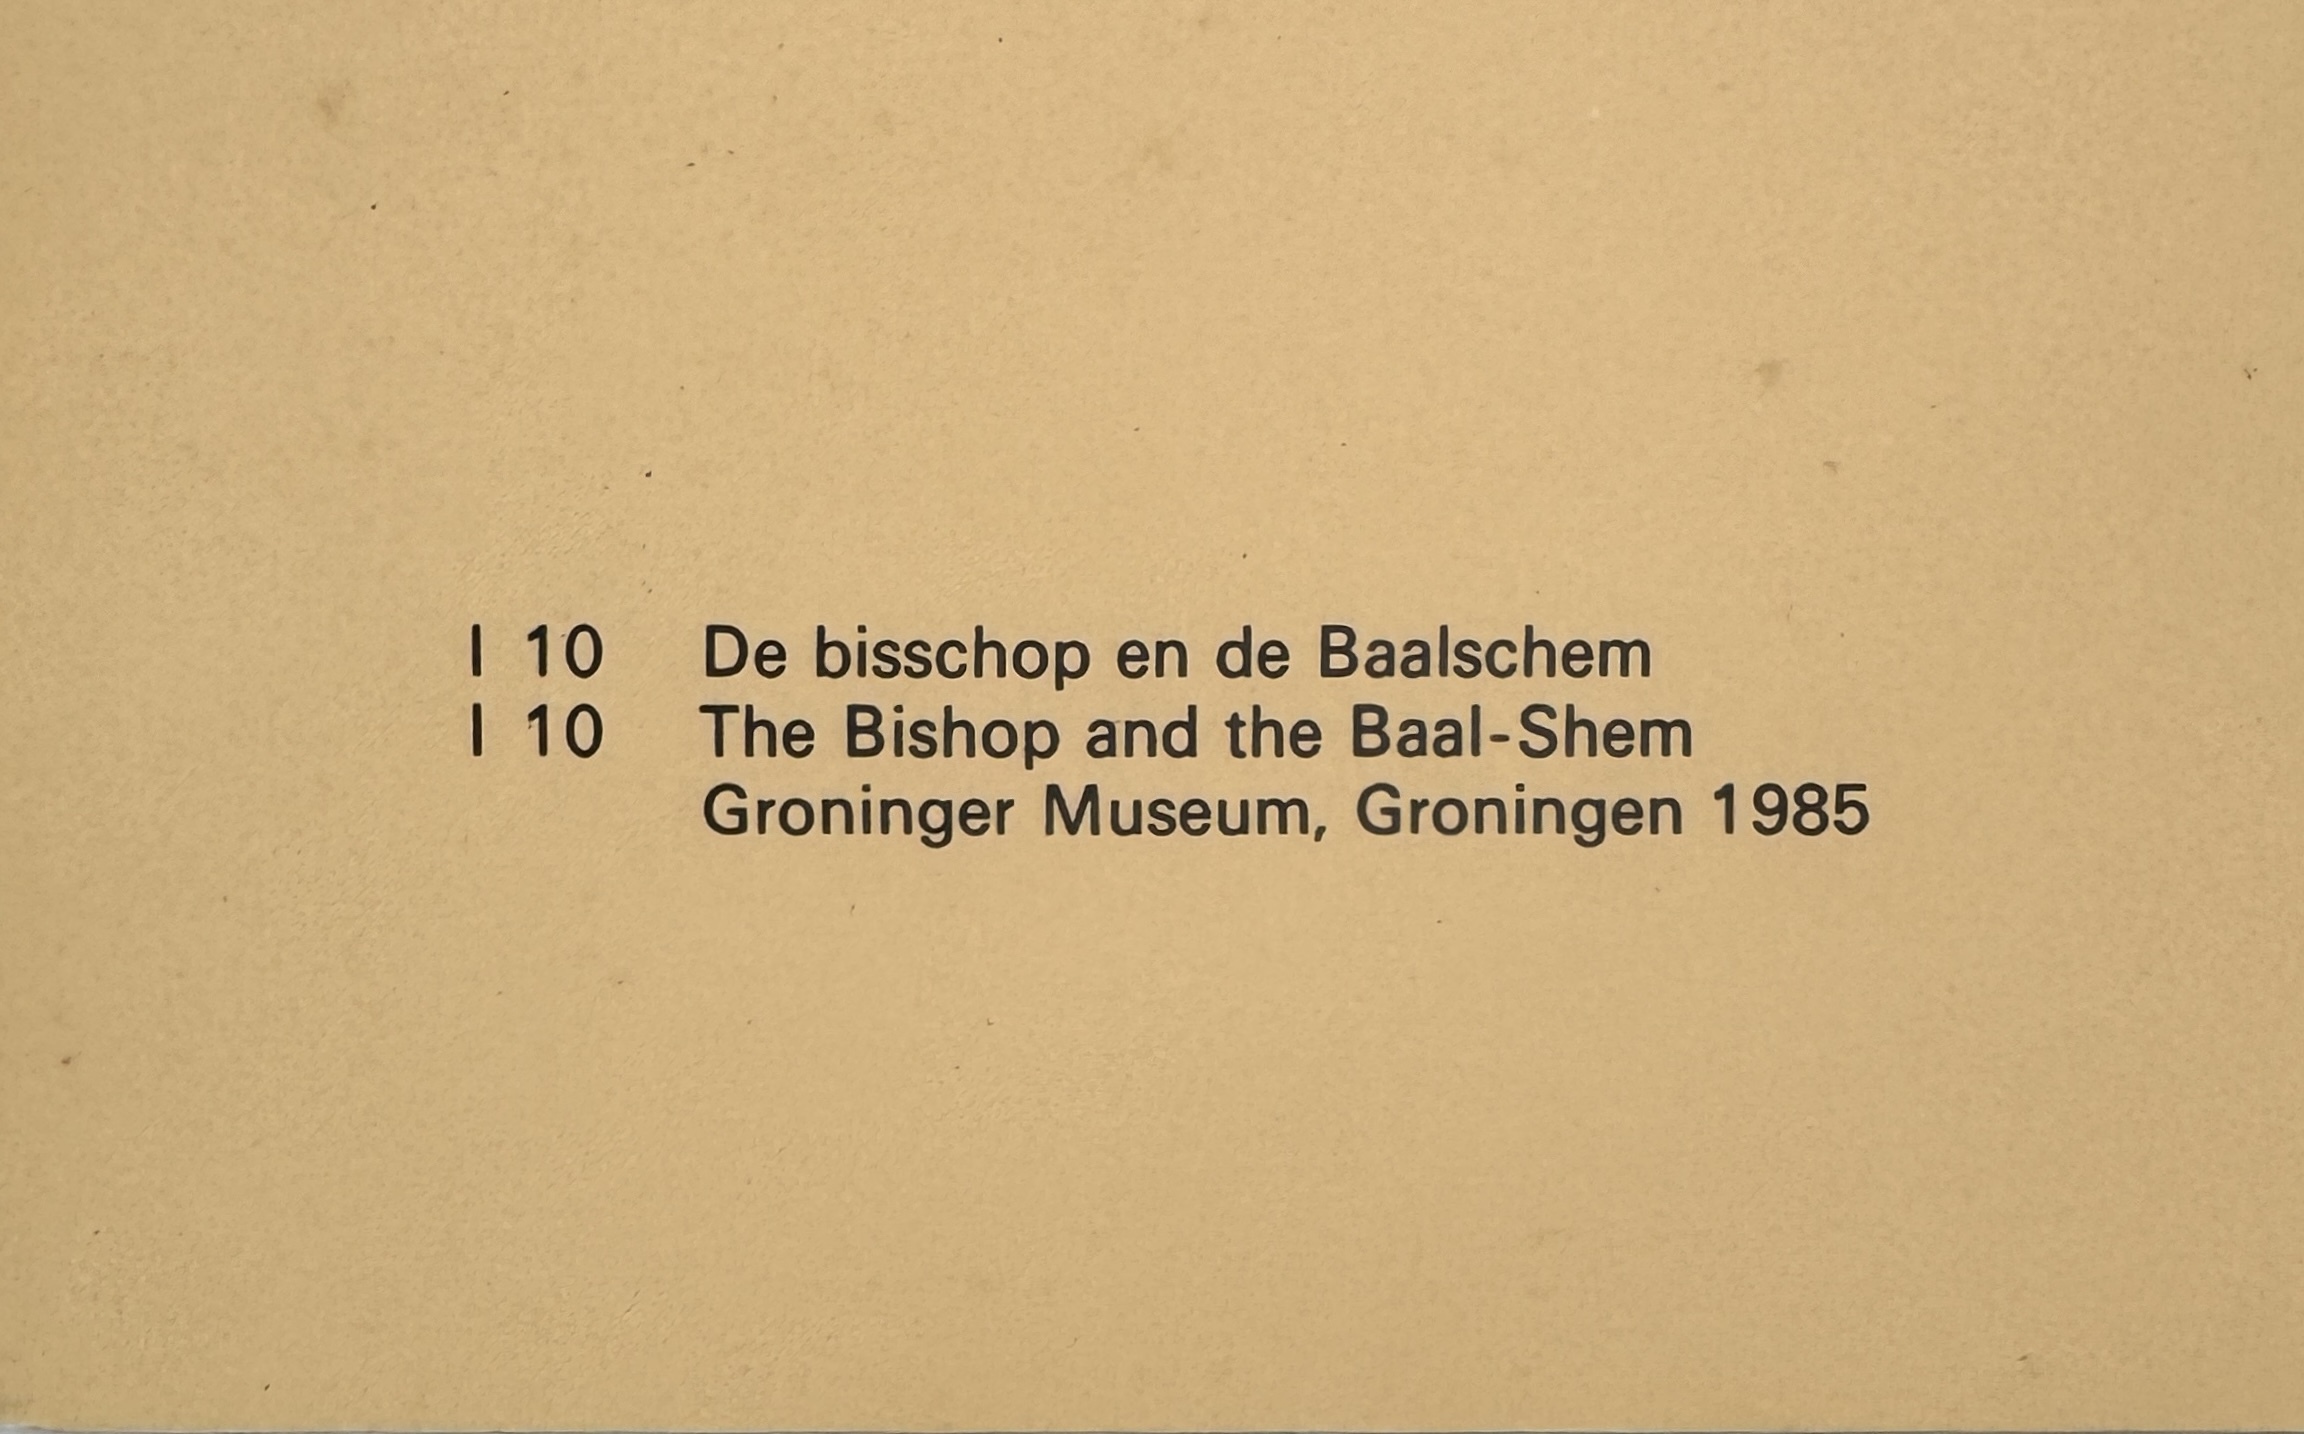 I 10 De bisschop en de Baalschem
I 10 The Bishop and the Baal-Shem
Groninger Museum, Groningen 1985